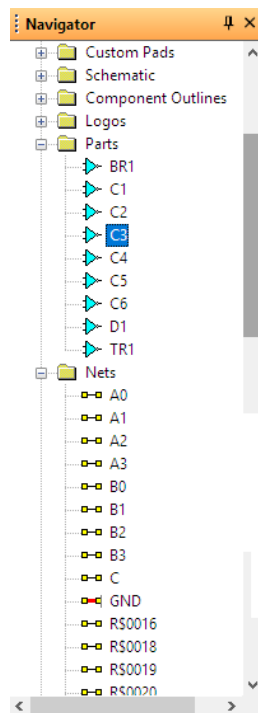 Navigator
Custom Pads
Schematic
Component Outlines
Logos
Parts
BR1
C1
C2
C3
C4
C5
C6
D1
TR1
Nets
A0
A1
A2
A3
B0
B1
B2
B3
C
GND
R$0016
R$0018
R$0019
R$0020